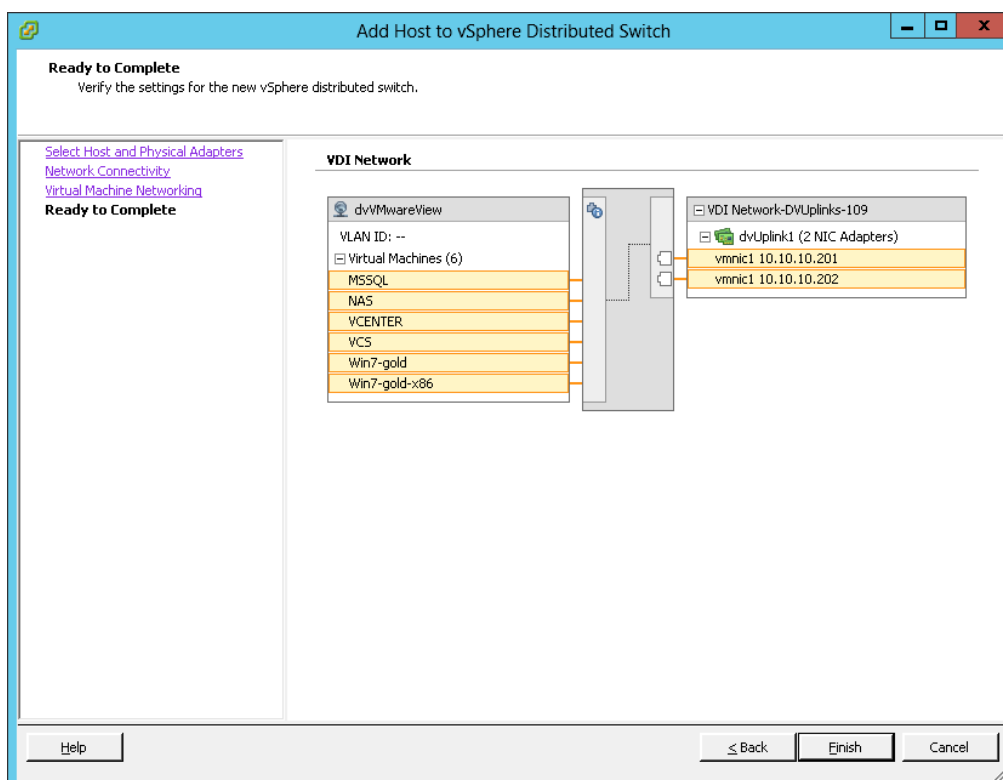 Add Host to vSphere Distributed Switch
Ready to Complete
Verify the settings for the new vSphere distributed switch.
Select Host and Physical Adapters
Network Connectivity
Virtual Machine Networking
Ready to Complete
VDI Network
dvVMwareView
VLAN ID: --
Virtual Machines (6)
MSSQL
NAS
VCENTER
VCS
Win7-gold
Win7-gold-x86
VDI Network-DVUplinks-109
dvUplink1 (2 NIC Adapters)
vmnic1 10.10.10.201
vmnic1 10.10.10.202
Help
< Back
Finish
Cancel